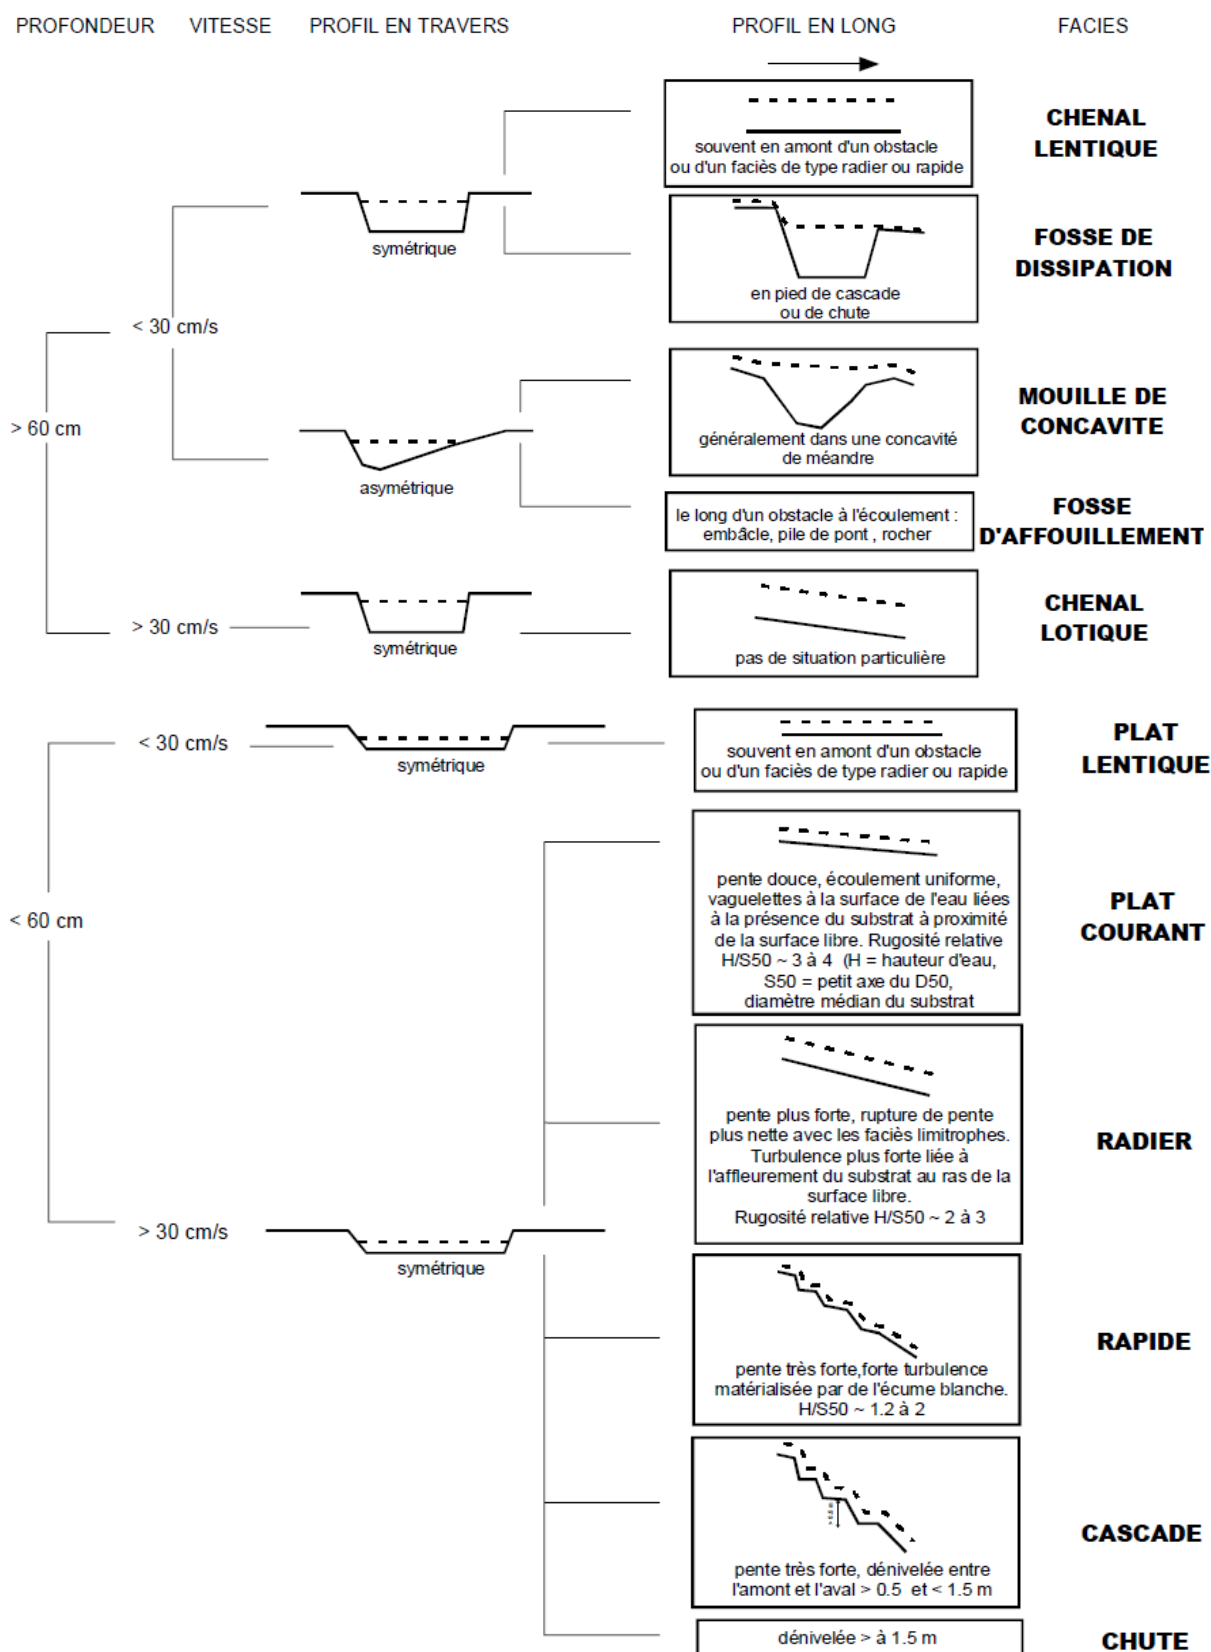 PROFONDEUR VITESSE PROFIL EN TRAVERS PROFIL EN LONG FACIES
souvent en amont d'un obstacle
ou d'un faciès de type radier ou rapide
CHENAL
LENTIQUE
symétrique
en pied de cascade
ou de chute
FOSSE DE
DISSIPATION
< 30 cm/s
> 60 cm
généralement dans une concavité
de méandre
MOUILLE DE
CONCAVITE
asymétrique
le long d'un obstacle à l'écoulement :
embâcle, pile de pont , rocher
FOSSE
D'AFFOUILLEMENT
> 30 cm/s
symétrique
pas de situation particulière
CHENAL
LOTIQUE
< 30 cm/s
symétrique
souvent en amont d'un obstacle
ou d'un faciès de type radier ou rapide
PLAT
LENTIQUE
< 60 cm
pente douce, écoulement uniforme,
vaguelettes à la surface de l'eau liées
à la présence du substrat à proximité
de la surface libre. Rugosité relative
H/S50 ~ 3 à 4 (H = hauteur d'eau,
S50 = petit axe du D50,
diamètre médian du substrat
PLAT
COURANT
pente plus forte, rupture de pente
plus nette avec les faciès limitrophes.
Turbulence plus forte liée à
l'affleurement du substrat au ras de la
surface libre.
Rugosité relative H/S50 ~ 2 à 3
RADIER
> 30 cm/s
symétrique
pente très forte,forte turbulence
matérialisée par de l'écume blanche.
H/S50 ~ 1.2 à 2
RAPIDE
pente très forte, dénivelée entre
l'amont et l'aval > 0.5 et < 1.5 m
CASCADE
dénivelée > à 1.5 m
CHUTE